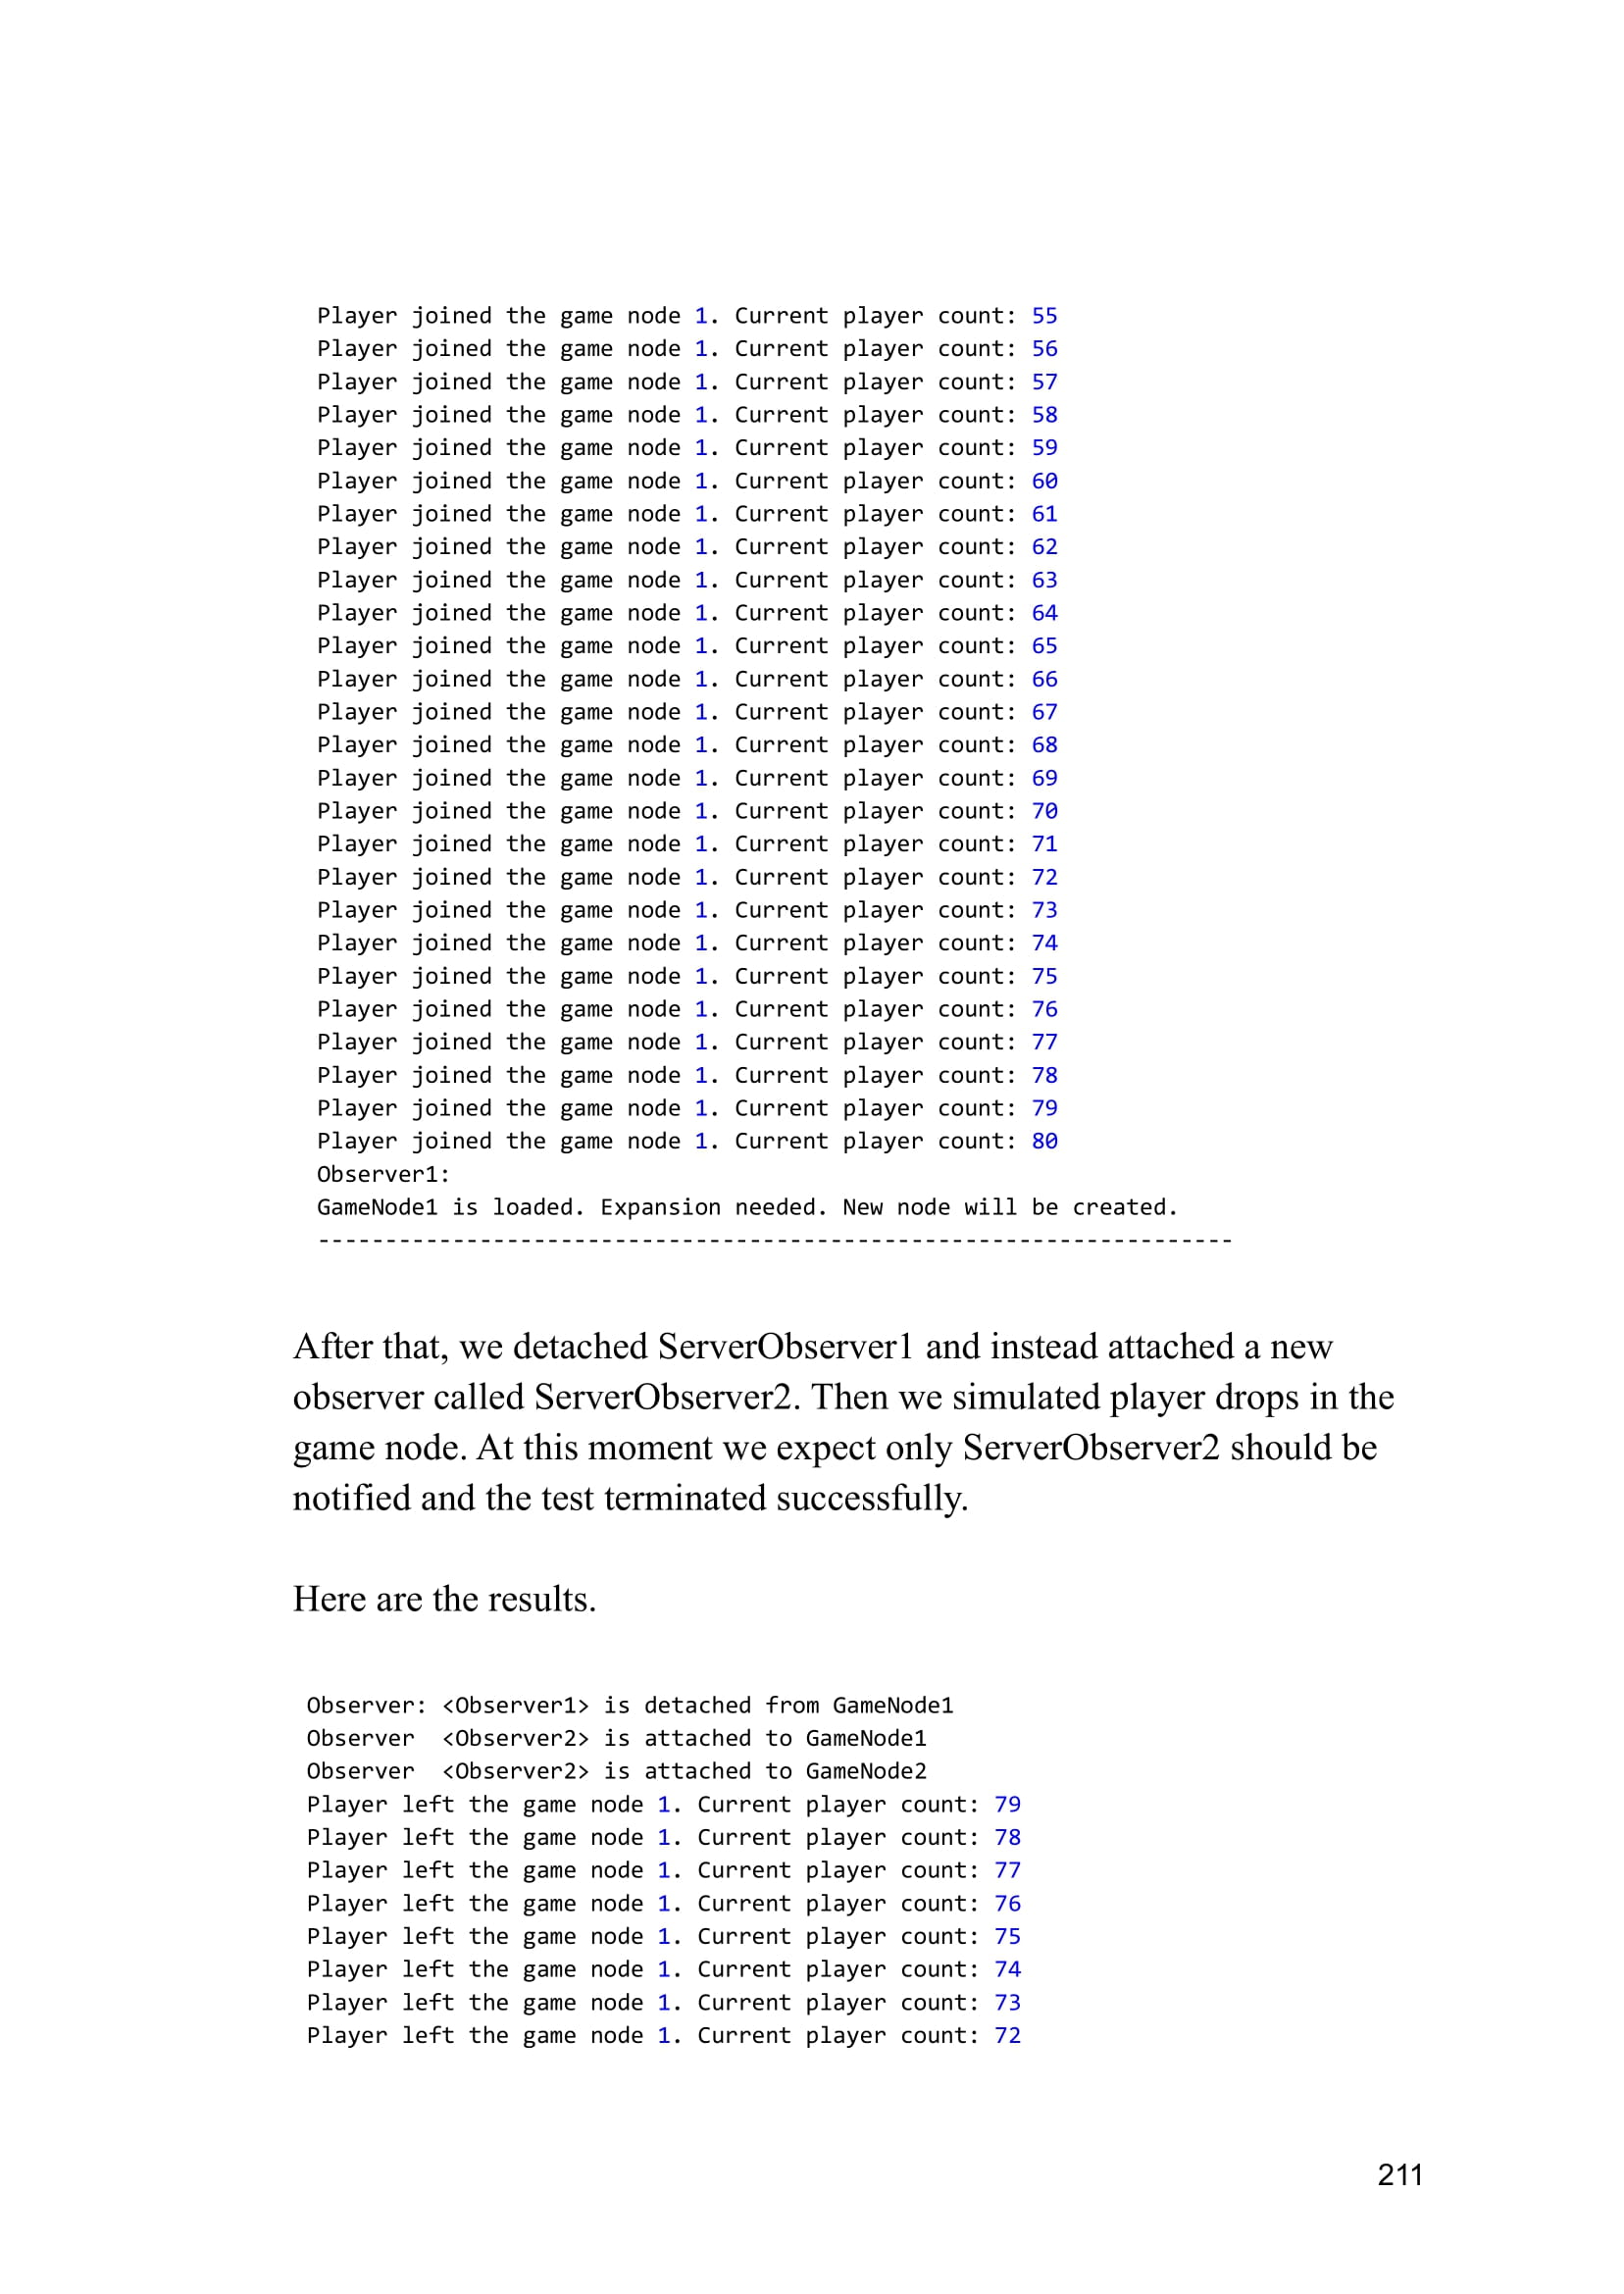 Player joined the game node 1. Current player count: 55
Player joined the game node 1. Current player count: 56
Player joined the game node 1. Current player count: 57
Player joined the game node 1. Current player count: 58
Player joined the game node 1. Current player count: 59
Player joined the game node 1. Current player count: 60
Player joined the game node 1. Current player count: 61
Player joined the game node 1. Current player count: 62
Player joined the game node 1. Current player count: 63
Player joined the game node 1. Current player count: 64
Player joined the game node 1. Current player count: 65
Player joined the game node 1. Current player count: 66
Player joined the game node 1. Current player count: 67
Player joined the game node 1. Current player count: 68
Player joined the game node 1. Current player count: 69
Player joined the game node 1. Current player count: 70
Player joined the game node 1. Current player count: 71
Player joined the game node 1. Current player count: 72
Player joined the game node 1. Current player count: 73
Player joined the game node 1. Current player count: 74
Player joined the game node 1. Current player count: 75
Player joined the game node 1. Current player count: 76
Player joined the game node 1. Current player count: 77
Player joined the game node 1. Current player count: 78
Player joined the game node 1. Current player count: 79
Player joined the game node 1. Current player count: 80
Observer1:
GameNode1 is loaded. Expansion needed. New node will be created.
--------------------------------------------------------------------
After that, we detached ServerObserver1 and instead attached a new
observer called ServerObserver2. Then we simulated player drops in the
game node. At this moment we expect only ServerObserver2 should be
notified and the test terminated successfully.
Here are the results.
Observer: <Observer1> is detached from GameNode1
Observer  <Observer2> is attached to GameNode1
Observer  <Observer2> is attached to GameNode2
Player left the game node 1. Current player count: 79
Player left the game node 1. Current player count: 78
Player left the game node 1. Current player count: 77
Player left the game node 1. Current player count: 76
Player left the game node 1. Current player count: 75
Player left the game node 1. Current player count: 74
Player left the game node 1. Current player count: 73
Player left the game node 1. Current player count: 72
211